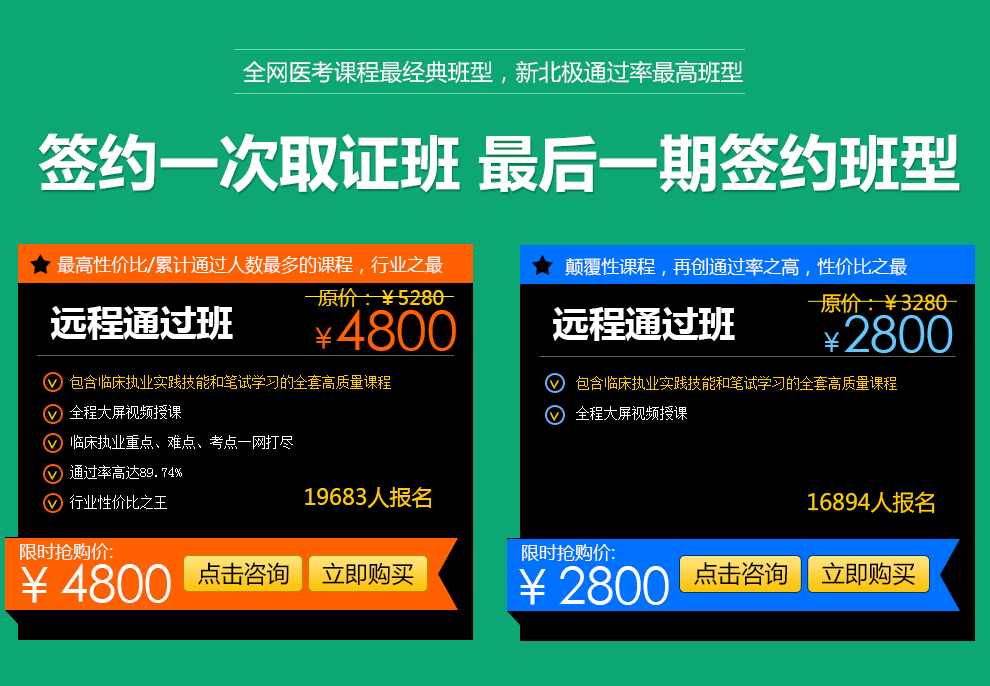 全网医考课程最经典班型，新北极通过率最高班型
签约一次取证班 最后一期签约班型
最高性价比/累计通过人数最多的课程，行业之最
远程通过班
原价：￥5280
￥4800
包含临床执业实践技能和笔试学习的全套高质量课程
全程大屏视频授课
临床执业重点、难点、考点一网打尽
通过率高达89.74%
行业性价比之王
19683人报名
限时抢购价:
￥4800
点击咨询
立即购买
颠覆性课程，再创通过率之高，性价比之最
远程通过班
原价：￥3280
￥2800
包含临床执业实践技能和笔试学习的全套高质量课程
全程大屏视频授课
16894人报名
限时抢购价:
￥2800
点击咨询
立即购买